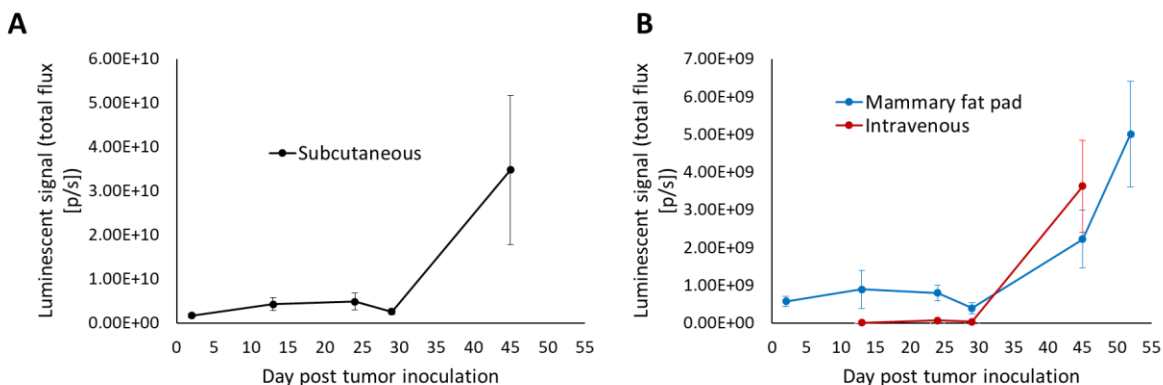 A
Luminescent signal (total flux
[p/s])
6.00E+10
5.00E+10
4.00E+10
3.00E+10
2.00E+10
1.00E+10
0.00E+00
Subcutaneous
0 5 10 15 20 25 30 35 40 45 50 55
Day post tumor inoculation
B
Luminescent signal (total flux
[p/s])
7.00E+09
6.00E+09
5.00E+09
4.00E+09
3.00E+09
2.00E+09
1.00E+09
0.00E+00
Mammary fat pad
Intravenous
0 5 10 15 20 25 30 35 40 45 50 55
Day post tumor inoculation